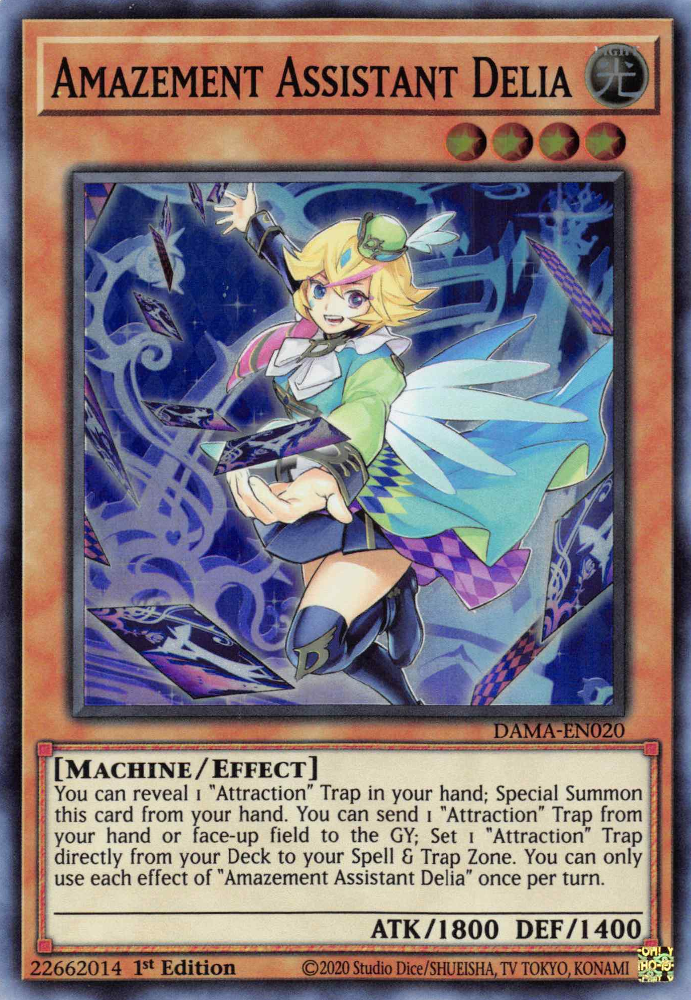 AMAZEMENT ASSISTANT DELIA
LIGHT
光
DAMA-EN020
[MACHINE/EFFECT]
You can reveal 1 "Attraction" Trap in your hand; Special Summon
this card from your hand. You can send 1 "Attraction" Trap from
your hand or face-up field to the GY; Set 1 "Attraction" Trap
directly from your Deck to your Spell & Trap Zone. You can only
use each effect of "Amazement Assistant Delia" once per turn.
ATK/1800 DEF/1400
22662014 1st Edition ©2020 Studio Dice/SHUEISHA, TV TOKYO, KONAMI